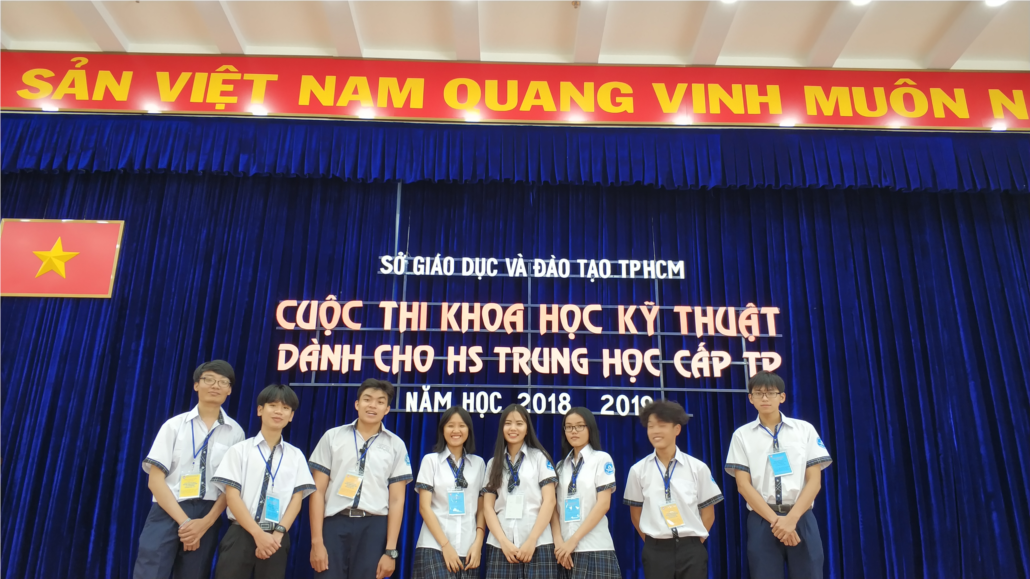 SẢN VIỆT NAM QUANG VINH MUÔN N
SỞ GIÁO DỤC VÀ ĐÀO TẠO TPHCM
CUỘC THI KHOA HỌC KỸ THUẬT
DÀNH CHO HS TRUNG HỌC CẤP TP
NĂM HỌC 2018 2019